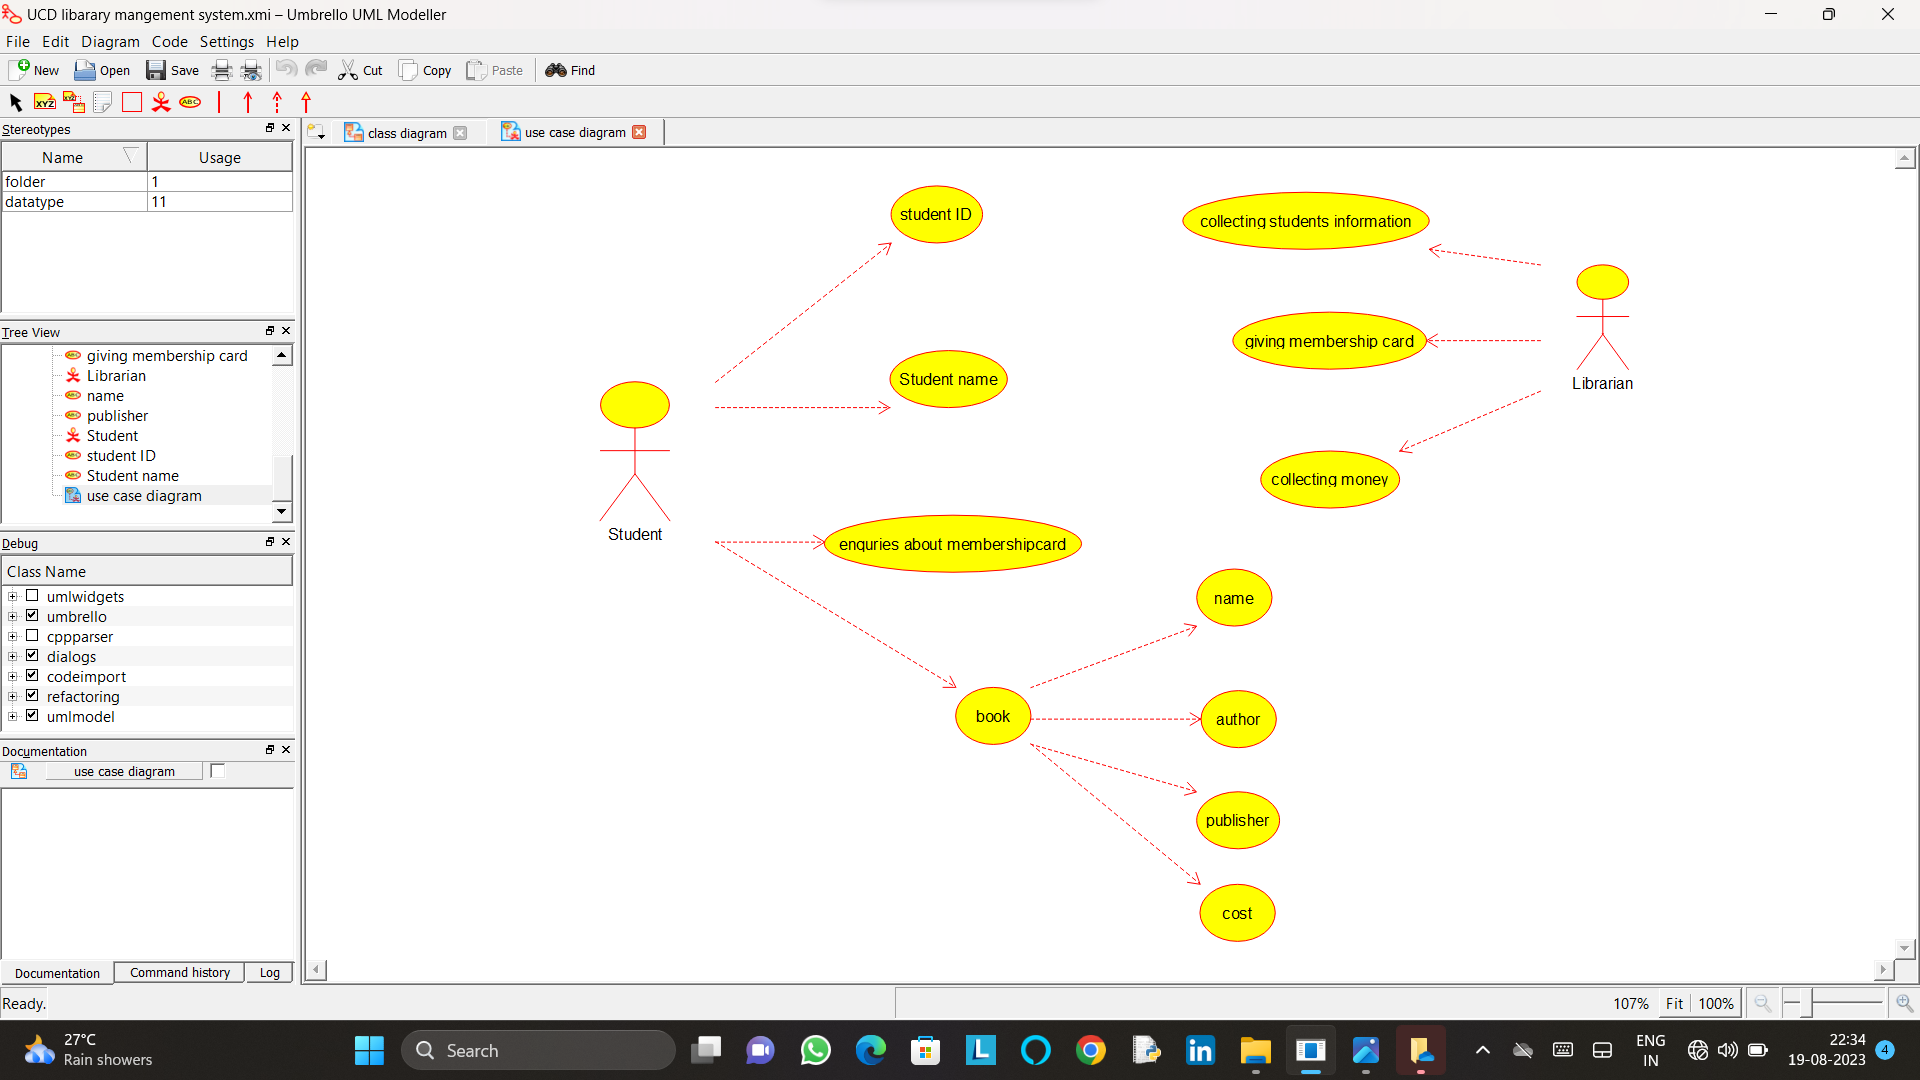 UCD libarary mangement system.xmi – Umbrello UML Modeller
File Edit Diagram Code Settings Help
New Open Save Cut Copy Paste Find
XYZ XYZ ABC
Stereotypes
Name Usage
folder 1
datatype 11
Tree View
giving membership card
Librarian
name
publisher
Student
student ID
Student name
use case diagram
Debug
Class Name
umlwidgets
umbrello
cppparser
dialogs
codeimport
refactoring
umlmodel
Documentation
use case diagram
Documentation Command history Log
class diagram use case diagram
student ID
collecting students information
giving membership card
Librarian
Student name
collecting money
Student
enquries about membershipcard
name
book
author
publisher
cost
Ready.
107% Fit 100%
27°C
Rain showers
Search
L
in
ENG
IN
22:34
19-08-2023
4